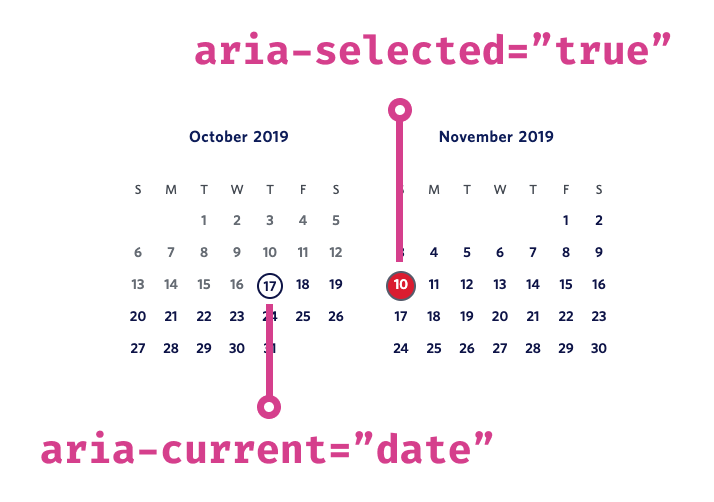 aria-selected=”true”
October 2019
S M T W T F S
1 2 3 4 5
6 7 8 9 10 11 12
13 14 15 16 17 18 19
20 21 22 23 24 25 26
27 28 29 30 31
November 2019
M T W T F S
1 2
4 5 6 7 8 9
10 11 12 13 14 15 16
17 18 19 20 21 22 23
24 25 26 27 28 29 30
aria-current=”date”